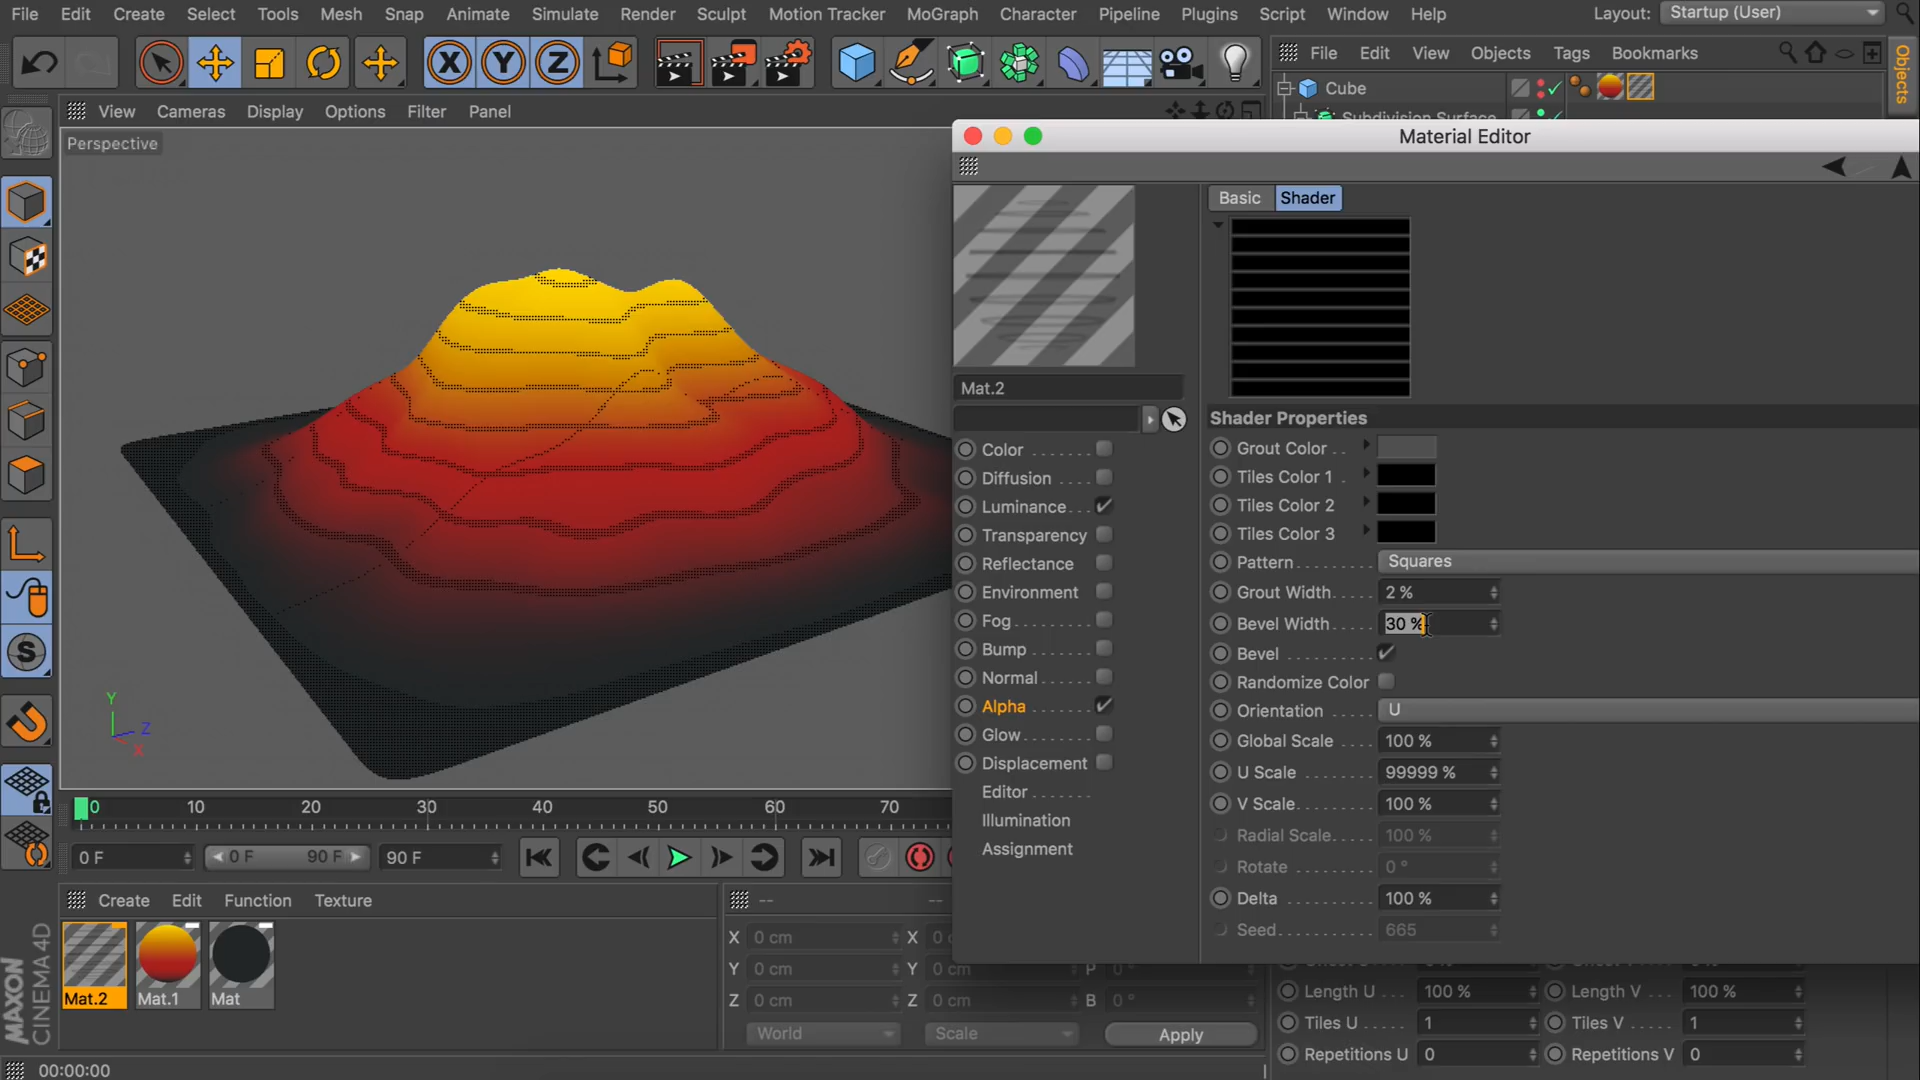 File Edit Create Select Tools Mesh Snap Animate Simulate Render Sculpt Motion Tracker MoGraph Character Pipeline Plugins Script Window Help Layout: Startup (User)
X Y Z
File Edit View Objects Tags Bookmarks
Objects
Cube
Subdivision Surface
View Cameras Display Options Filter Panel
Perspective
Material Editor
Basic Shader
Mat.2
Shader Properties
Grout Color . .
Tiles Color 1 .
Tiles Color 2
Tiles Color 3
Pattern . . . . . . . . Squares
Grout Width . . . . 2 %
Bevel Width . . . . . 30 %
Bevel . . . . . . . . .
Randomize Color
Orientation . . . . . U
Global Scale . . . . 100 %
U Scale . . . . . . . 99999 %
V Scale . . . . . . . . 100 %
Radial Scale . . . . 100 %
Rotate . . . . . . . . 0 °
Delta . . . . . . . . . 100 %
Seed . . . . . . . . . . 665
Color . . . . . . .
Diffusion . . . .
Luminance . . .
Transparency
Reflectance
Environment
Fog . . . . . . . .
Bump . . . . . .
Normal . . . . .
Alpha . . . . . .
Glow . . . . . . .
Displacement
Editor . . . . . . .
Illumination
Assignment
Y
Z
X
0 10 20 30 40 50 60 70
0 F 0 F 90 F 90 F
Create Edit Function Texture
-- --
Mat.2 Mat.1 Mat
X 0 cm X
Y 0 cm Y 0 cm P 0 °
Z 0 cm Z 0 cm B 0 °
World Scale Apply
Length U . . . 100 % Length V . . . 100 %
Tiles U . . . . . 1 Tiles V . . . . . 1
Repetitions U 0 Repetitions V 0
MAXON
CINEMA 4D
00:00:00